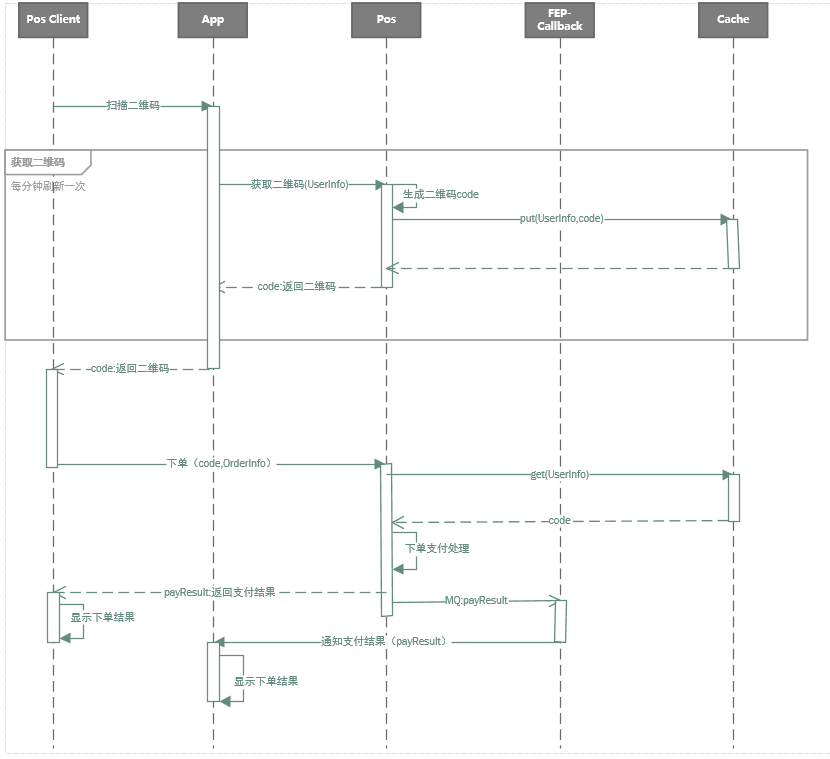 Pos Client
App
Pos
FEP-
Callback
Cache
扫描二维码
获取二维码
每分钟刷新一次
获取二维码(UserInfo)
生成二维码code
put(UserInfo,code)
code:返回二维码
code:返回二维码
下单（code,OrderInfo）
get(UserInfo)
code
下单支付处理
payResult:返回支付结果
MQ:payResult
显示下单结果
通知支付结果（payResult）
显示下单结果